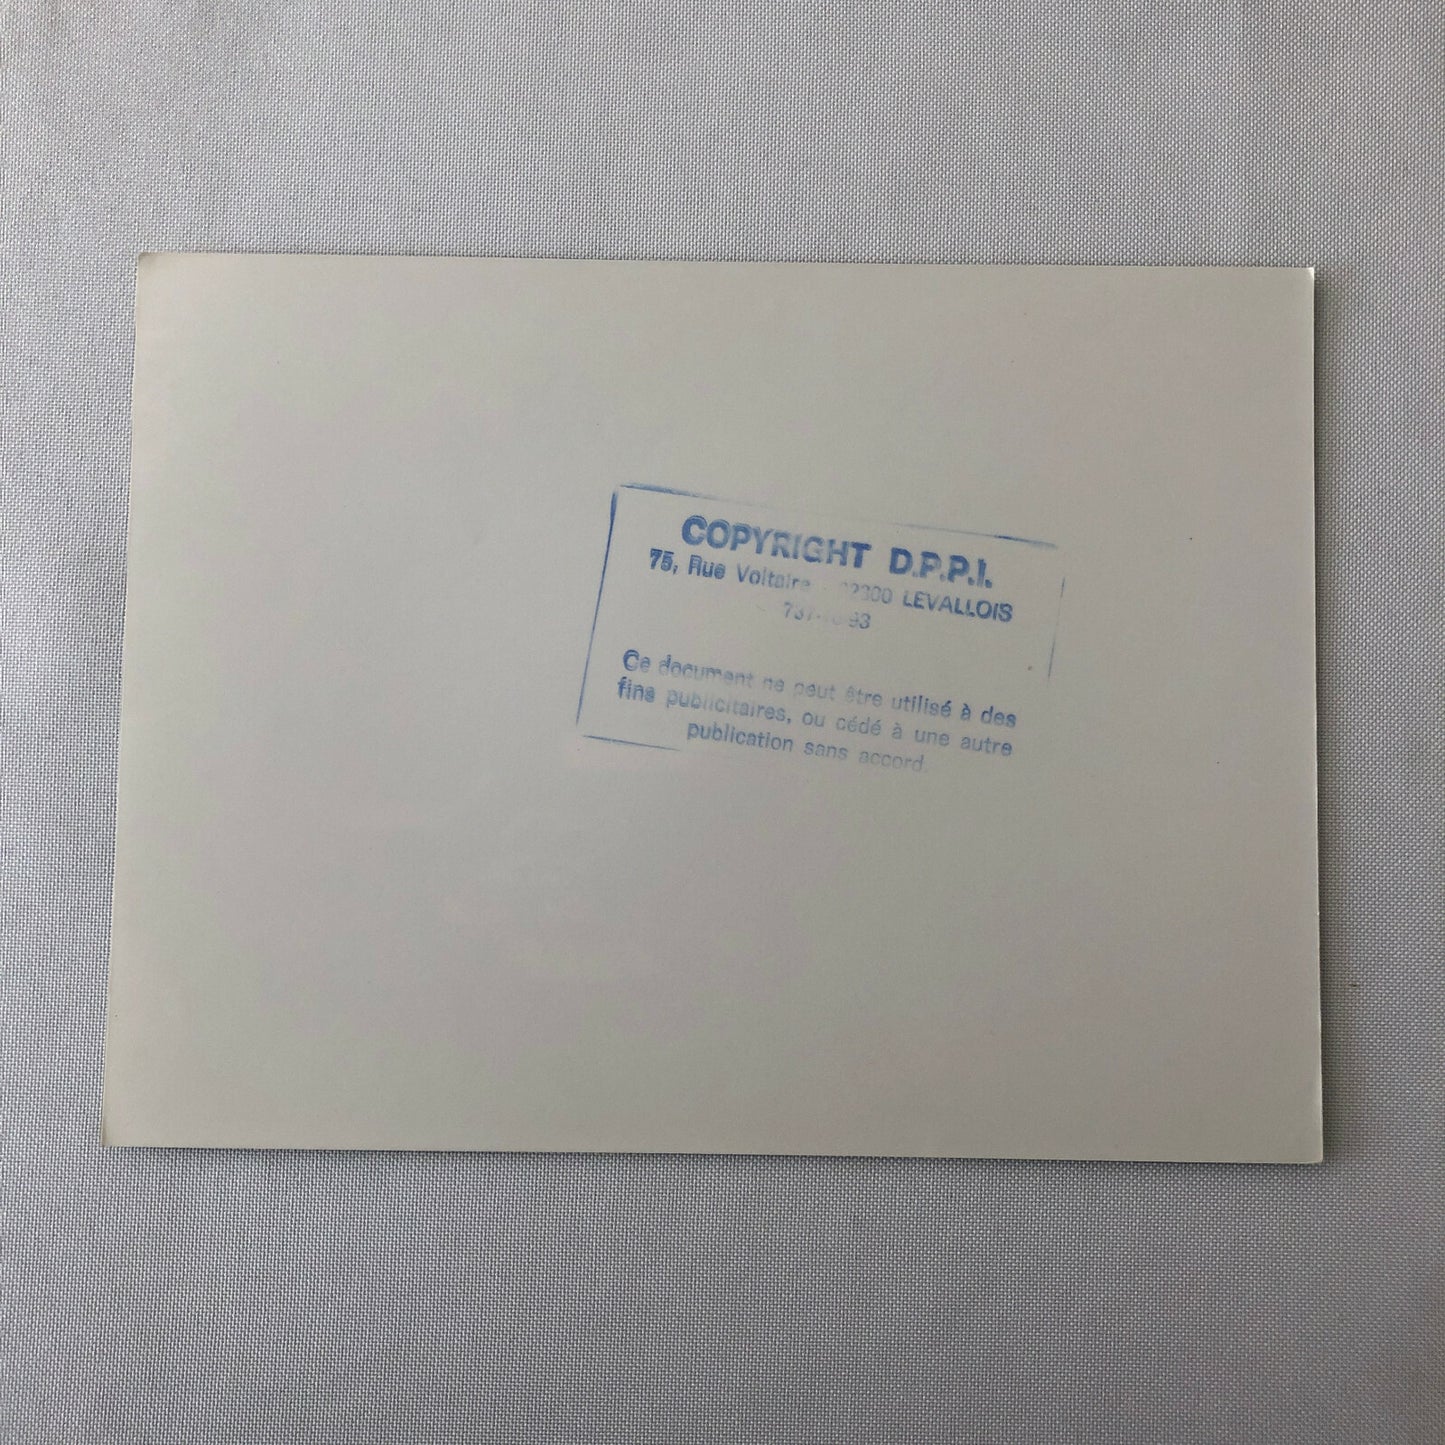 COPYRIGHT D.P.P.I.
75, Rue Voltaire LEVALLOIS
Ce document ne peut être utilisé à des
fins publicitaires, ou cédé à une autre
publication sans accord.